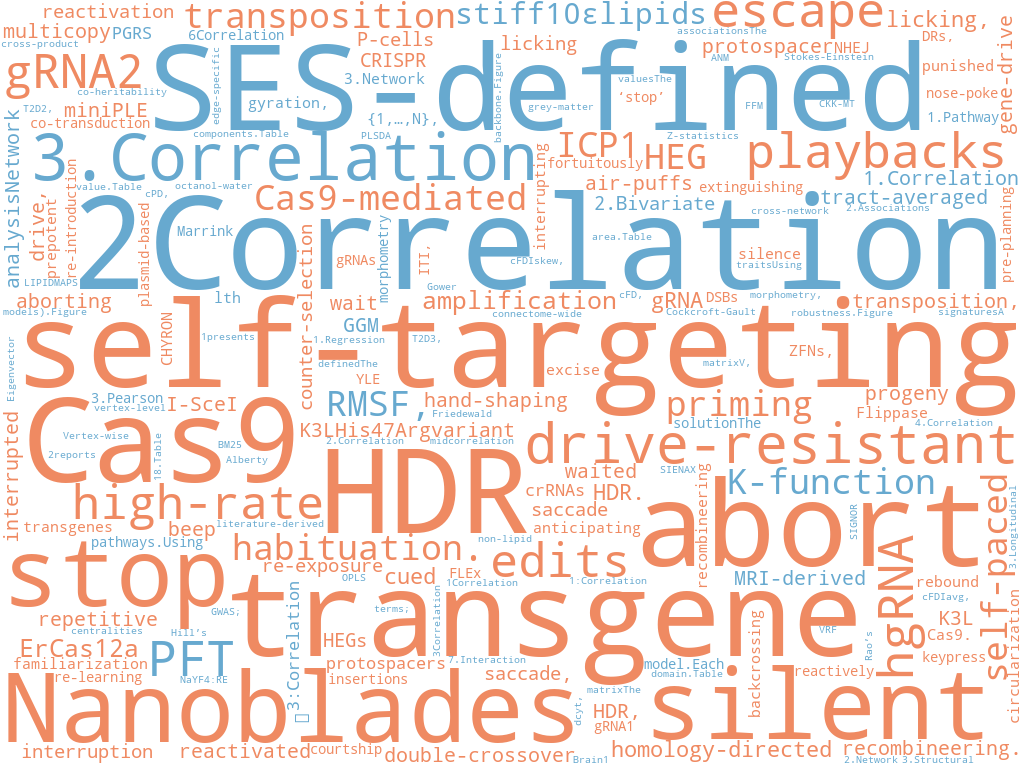 reactivation
transposition
stiff10εlipids
escape
licking,
multicopy
PGRS
6Correlation
P-cells
licking
associationsThe
protospacer
NHEJ
DRs,
cross-product
gRNA2
SES-defined
CRISPR
3.Network
valuesThe
ANM
Stokes-Einstein
punished
gene-drive
co-heritability
edge-specific
backbone.Figure
'stop'
nose-poke
T2D2,
miniPLE
gyration,
grey-matter
FFM
CKK-MT
analysisNetwork
co-transduction
{1,…,N},
1.Pathway
components.Table
PLSDA
Z-statistics
3.Correlation
ICP1
HEG
playbacks
fortuitously
interrupting
drive,
prepotent
re-introduction
value.Table
cPD,
octanol-water
Cas9-mediated
air-puffs
extinguishing
1.Correlation
2.Bivariate
tract-averaged
pre-planning
2Correlation
plasmid-based
Marrink
morphometry
cross-network
2.Associations
area.Table
gRNAs
ITI,
cFDIskew,
silence
traitsUsing
LIPIDMAPS
counter-selection
Gower
aborting
lth
wait
amplification
cFD,
gRNA
DSBs
morphometry,
transposition,
models).Figure
connectome-wide
Cockcroft-Gault
robustness.Figure
signaturesA
self-targeting
CHYRON
1presents
GGM
1.Regression
T2D3,
Eigenvector
definedThe
YLE
excise
matrixV,
ZFNs,
3.Pearson
vertex-level
I-SceI
RMSF,
hand-shaping
Friedewald
priming
progeny
Flippase
solutionThe
4.Correlation
Cas9
interrupted
Vertex-wise
2reports
18.Table
BM25
Alberty
K3LHis47Argvariant
2.Correlation
midcorrelation
drive-resistant
HDR
waited
SIENAX
K-function
high-rate
crRNAs
HDR.
saccade
anticipating
recombineering
abort
self-paced
3.Longitudinal
transgenes
beep
literature-derived
non-lipid
SIGNOR
pathways.Using
habituation.
edits
hgRNA
stop
re-exposure
OPLS
cued
FLEx
1Correlation
1:Correlation
MRI-derived
rebound
cFDIavg,
transgene
repetitive
GWAS,
3:Correlation
terms;
3Correlation
K3L
Cas9.
centralities
Hill's
HEGs
backcrossing
VRF
Rao's
circularization
ErCas12a
PFT
7.Interaction
model.Each
keypress
familiarization
protospacers
saccade,
domain.Table
reactively
re-learning
NaYF4:RE
insertions
matrixThe
Nanoblades
silent
dcyt,
HDR,
gRNA1
interruption
reactivated
courtship
double-crossover
Brain1
homology-directed
recombineering.
2.Network
3.Structural